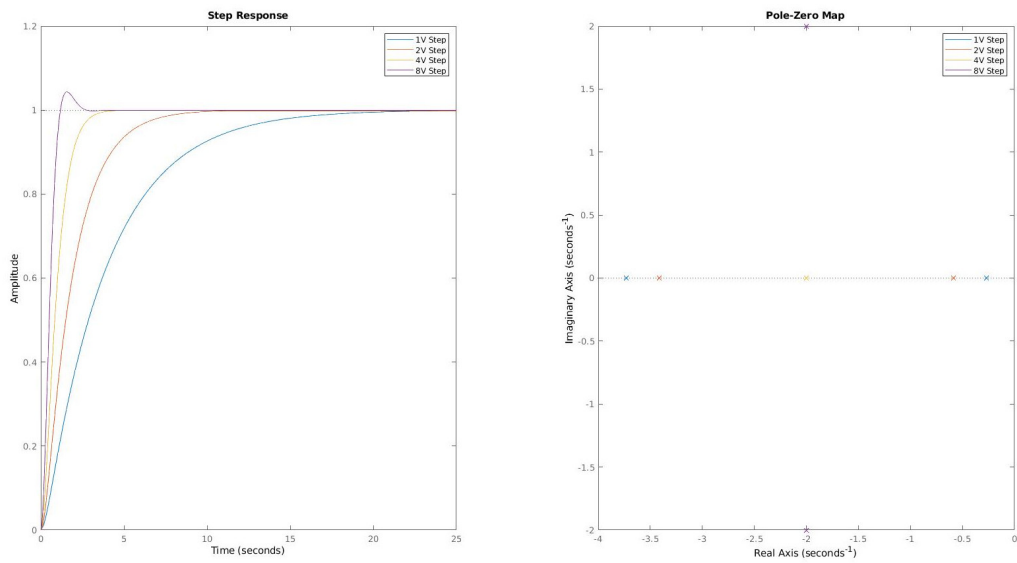 Step Response
1.2
1
0.8
0.6
0.4
0.2
0
Amplitude
1V Step
2V Step
4V Step
8V Step
0 5 10 15 20 25
Time (seconds)
Pole-Zero Map
2
1.5
1
0.5
0
-0.5
-1
-1.5
-2
Imaginary Axis (seconds⁻¹)
1V Step
2V Step
4V Step
8V Step
-4 -3.5 -3 -2.5 -2 -1.5 -1 -0.5 0
Real Axis (seconds⁻¹)